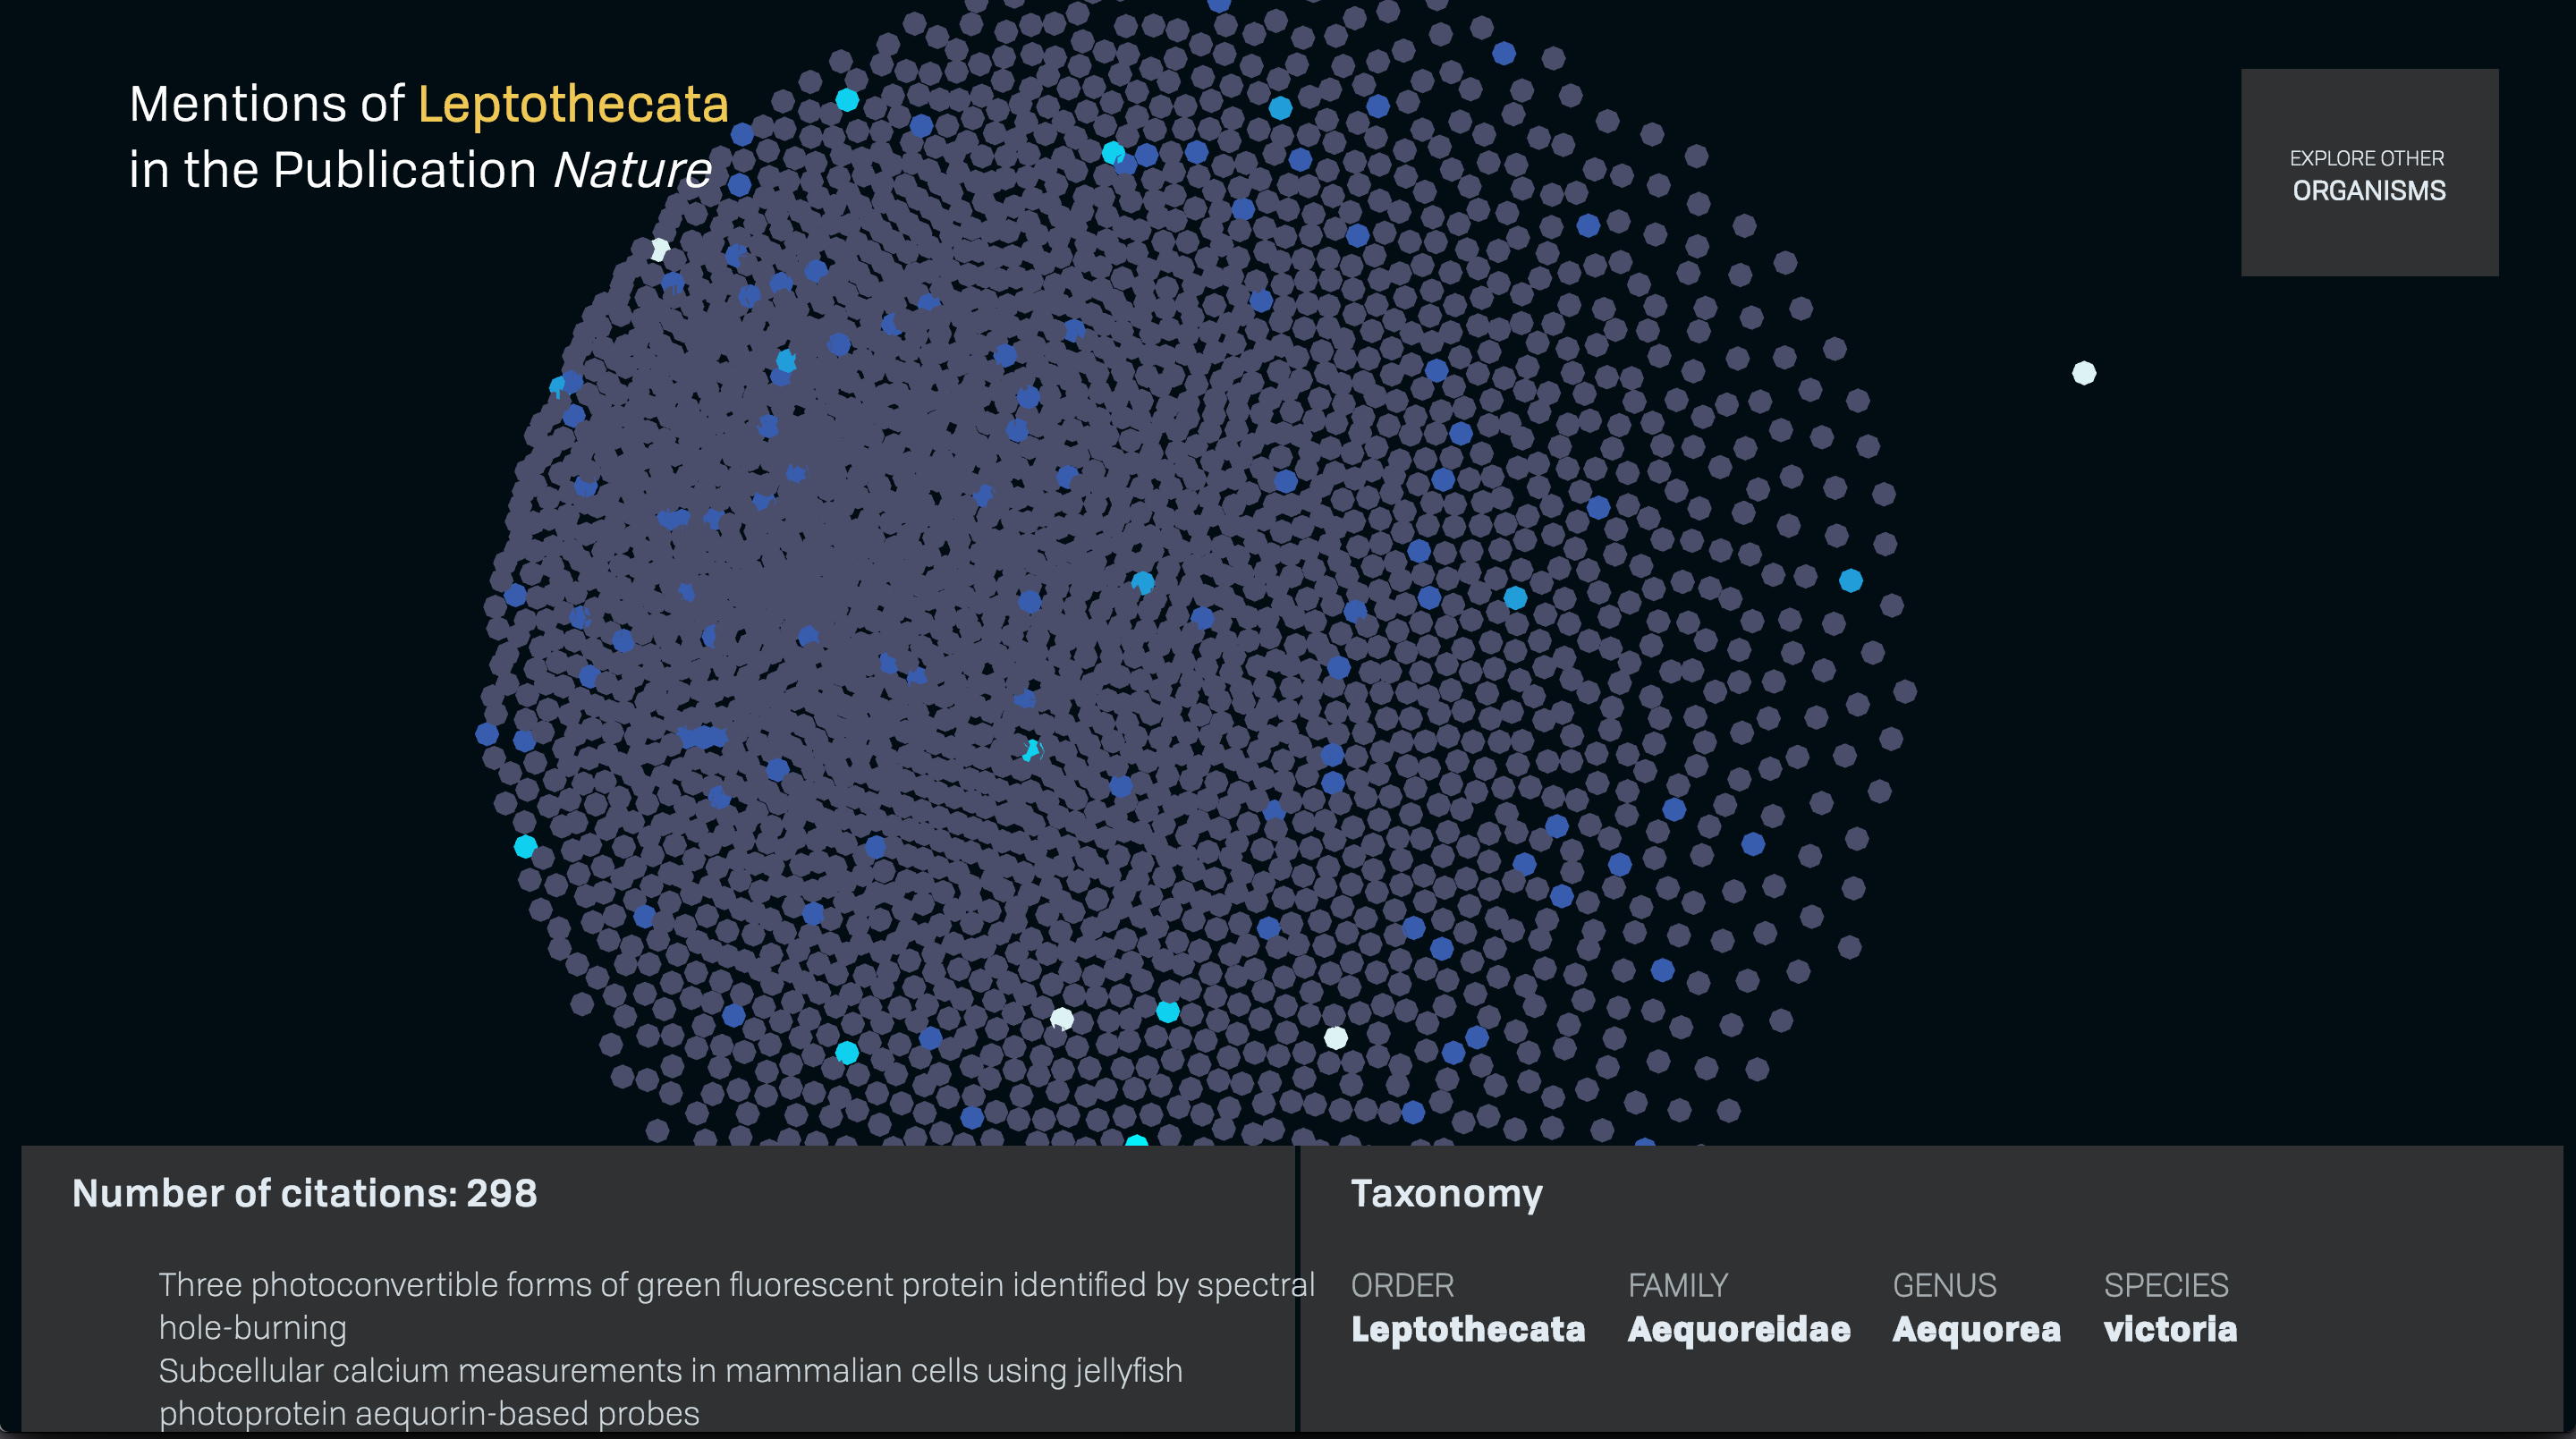 Mentions of Leptothecata
in the Publication Nature
EXPLORE OTHER
ORGANISMS
Number of citations: 298
Three photoconvertible forms of green fluorescent protein identified by spectral
hole-burning
Subcellular calcium measurements in mammalian cells using jellyfish
photoprotein aequorin-based probes
Taxonomy
ORDER FAMILY GENUS SPECIES
Leptothecata Aequoreidae Aequorea victoria